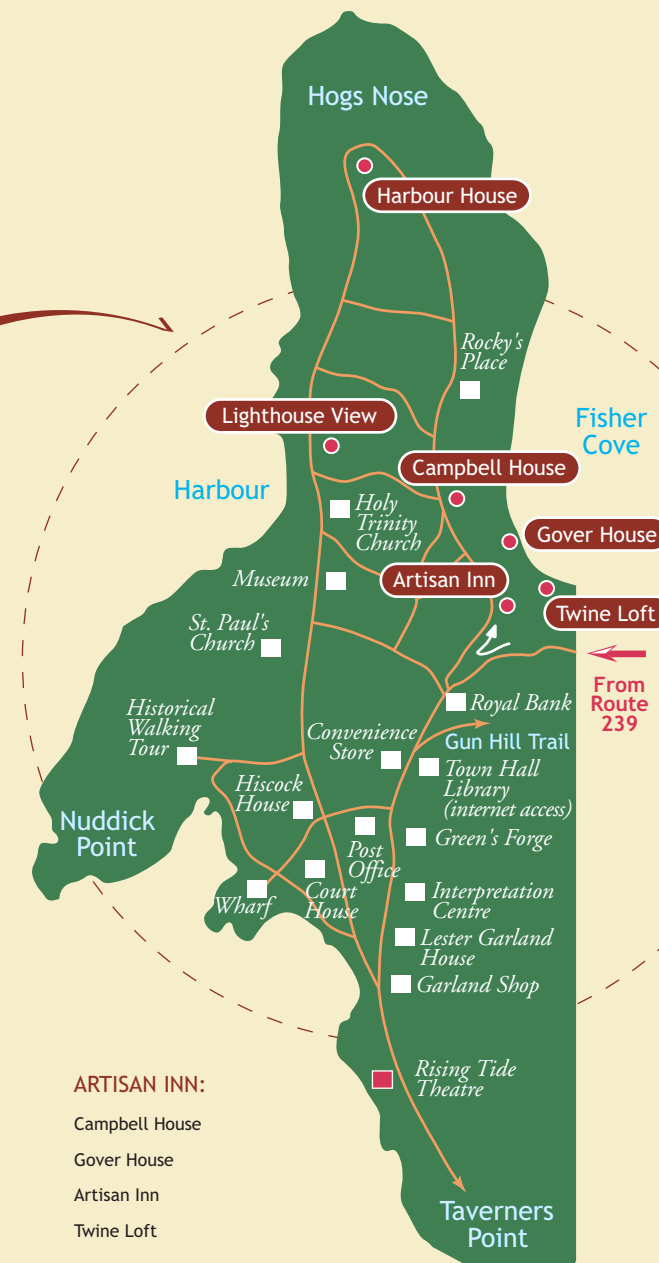 Hogs Nose
Harbour House
Rocky's
Place
Lighthouse View
Fisher
Cove
Campbell House
Harbour
Holy
Trinity
Church
Gover House
Artisan Inn
Museum
Twine Loft
St. Paul's
Church
From
Route
239
Royal Bank
Historical
Walking
Tour
Convenience
Store
Gun Hill Trail
Town Hall
Library
(internet access)
Hiscock
House
Nuddick
Point
Green's Forge
Post
Office
Court
House
Wharf
Interpretation
Centre
Lester Garland
House
Garland Shop
Rising Tide
Theatre
ARTISAN INN:
Campbell House
Gover House
Artisan Inn
Twine Loft
Taverners
Point